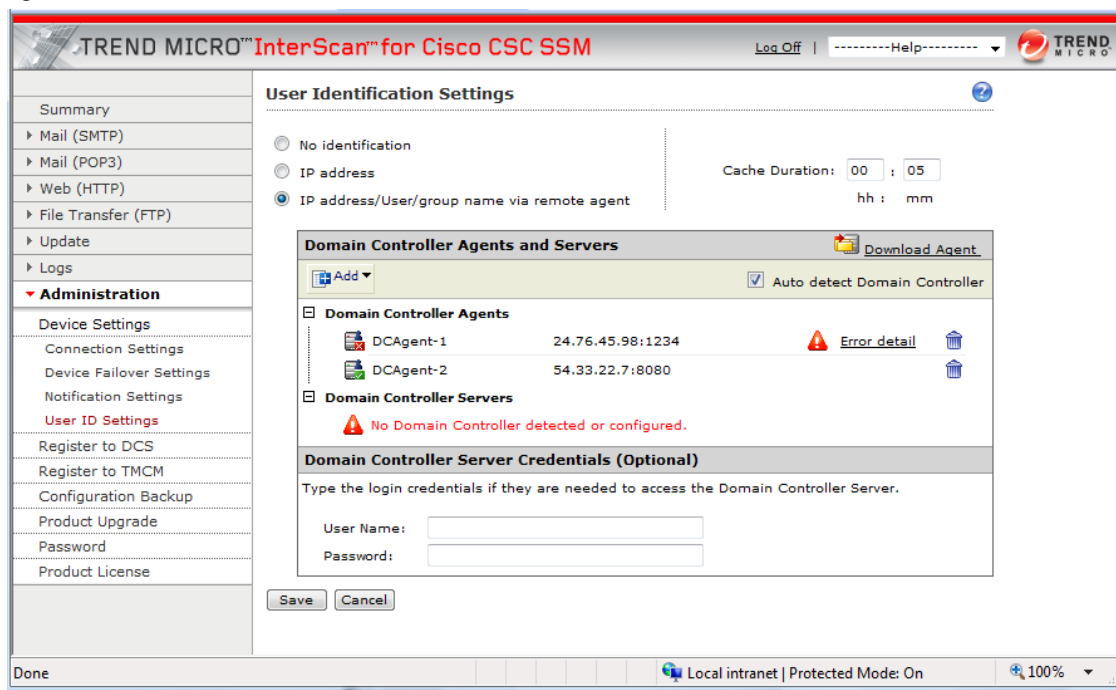 TREND MICRO™ InterScan™ for Cisco CSC SSM
Log Off | ---------Help---------
TREND MICRO
Summary
Mail (SMTP)
Mail (POP3)
Web (HTTP)
File Transfer (FTP)
Update
Logs
Administration
Device Settings
Connection Settings
Device Failover Settings
Notification Settings
User ID Settings
Register to DCS
Register to TMCM
Configuration Backup
Product Upgrade
Password
Product License
User Identification Settings
No identification
IP address
IP address/User/group name via remote agent
Cache Duration: 00 : 05
hh : mm
Domain Controller Agents and Servers
Download Agent
Add
Auto detect Domain Controller
Domain Controller Agents
DCAgent-1 24.76.45.98:1234 Error detail
DCAgent-2 54.33.22.7:8080
Domain Controller Servers
No Domain Controller detected or configured.
Domain Controller Server Credentials (Optional)
Type the login credentials if they are needed to access the Domain Controller Server.
User Name:
Password:
Save Cancel
Done
Local intranet | Protected Mode: On
100%